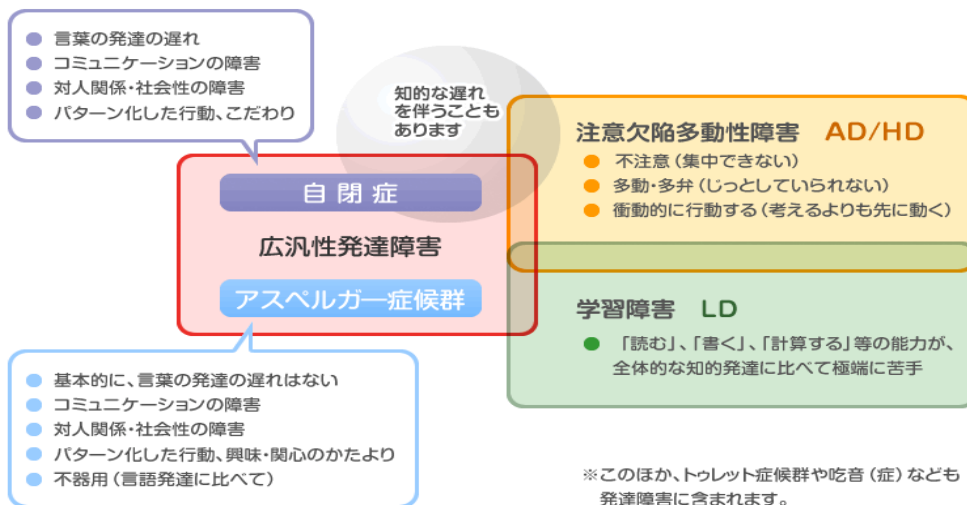 ● 言葉の発達の遅れ
● コミュニケーションの障害
● 対人関係・社会性の障害
● パターン化した行動、こだわり
知的な遅れ
を伴うことも
あります
自閉症
広汎性発達障害
アスペルガー症候群
● 基本的に、言葉の発達の遅れはない
● コミュニケーションの障害
● 対人関係・社会性の障害
● パターン化した行動、興味・関心のかたより
● 不器用（言語発達に比べて）
注意欠陥多動性障害 AD/HD
● 不注意（集中できない）
● 多動・多弁（じっとしていられない）
● 衝動的に行動する（考えるよりも先に動く）
学習障害 LD
● 「読む」、「書く」、「計算する」等の能力が、
全体的な知的発達に比べて極端に苦手
※このほか、トゥレット症候群や吃音（症）なども
発達障害に含まれます。